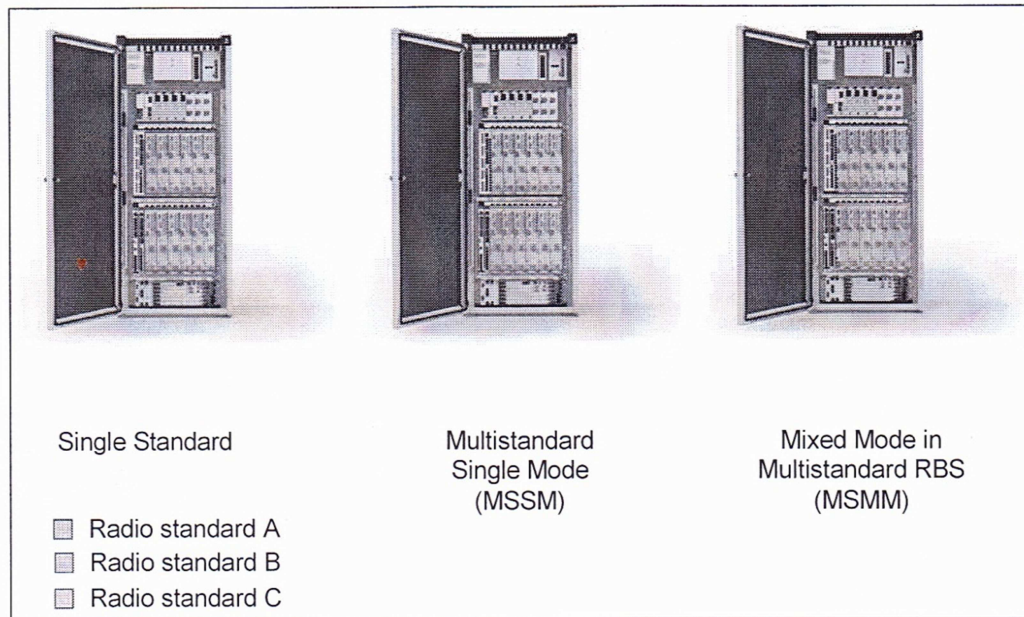 Single Standard
Multistandard
Single Mode
(MSSM)
Mixed Mode in
Multistandard RBS
(MSMM)
Radio standard A
Radio standard B
Radio standard C